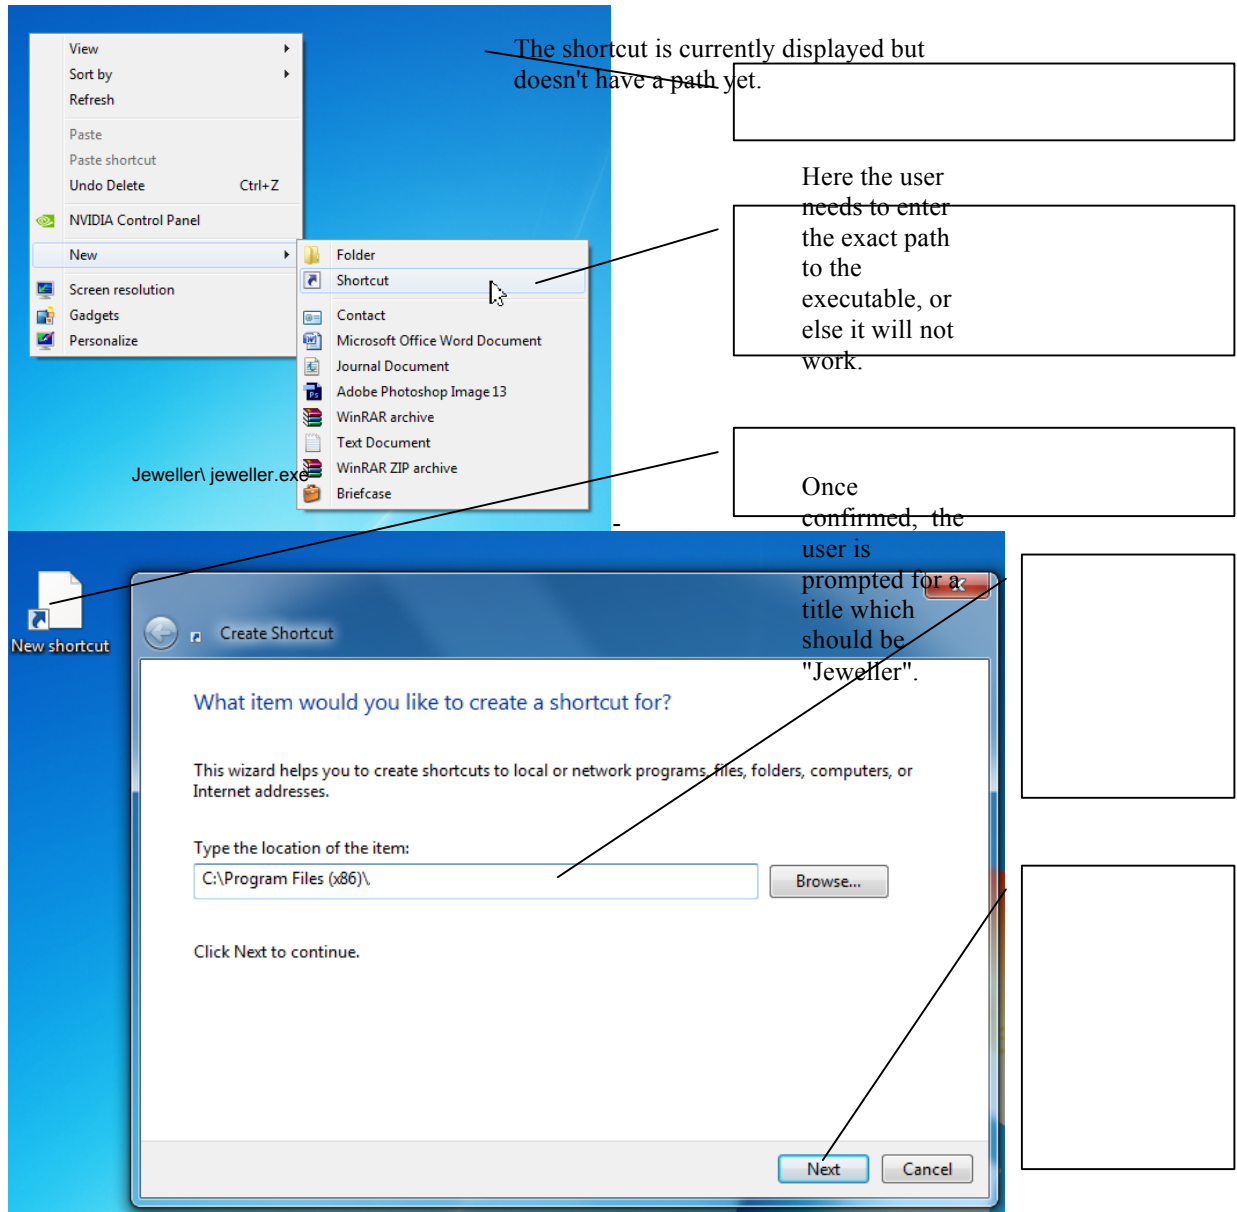 The shortcut is currently displayed but
doesn't have a path yet.
View
Sort by
Refresh
Paste
Paste shortcut
Undo Delete Ctrl+Z
NVIDIA Control Panel
New
Screen resolution
Gadgets
Personalize
Folder
Shortcut
Contact
Microsoft Office Word Document
Journal Document
Adobe Photoshop Image 13
WinRAR archive
Text Document
WinRAR ZIP archive
Briefcase
Here the user
needs to enter
the exact path
to the
executable, or
else it will not
work.
Jeweller\ jeweller.exe
-
Once
confirmed, the
user is
prompted for a
title which
should be
"Jeweller".
New shortcut
Create Shortcut
What item would you like to create a shortcut for?
This wizard helps you to create shortcuts to local or network programs, files, folders, computers, or
Internet addresses.
Type the location of the item:
C:\Program Files (x86)\
Browse...
Click Next to continue.
Next
Cancel